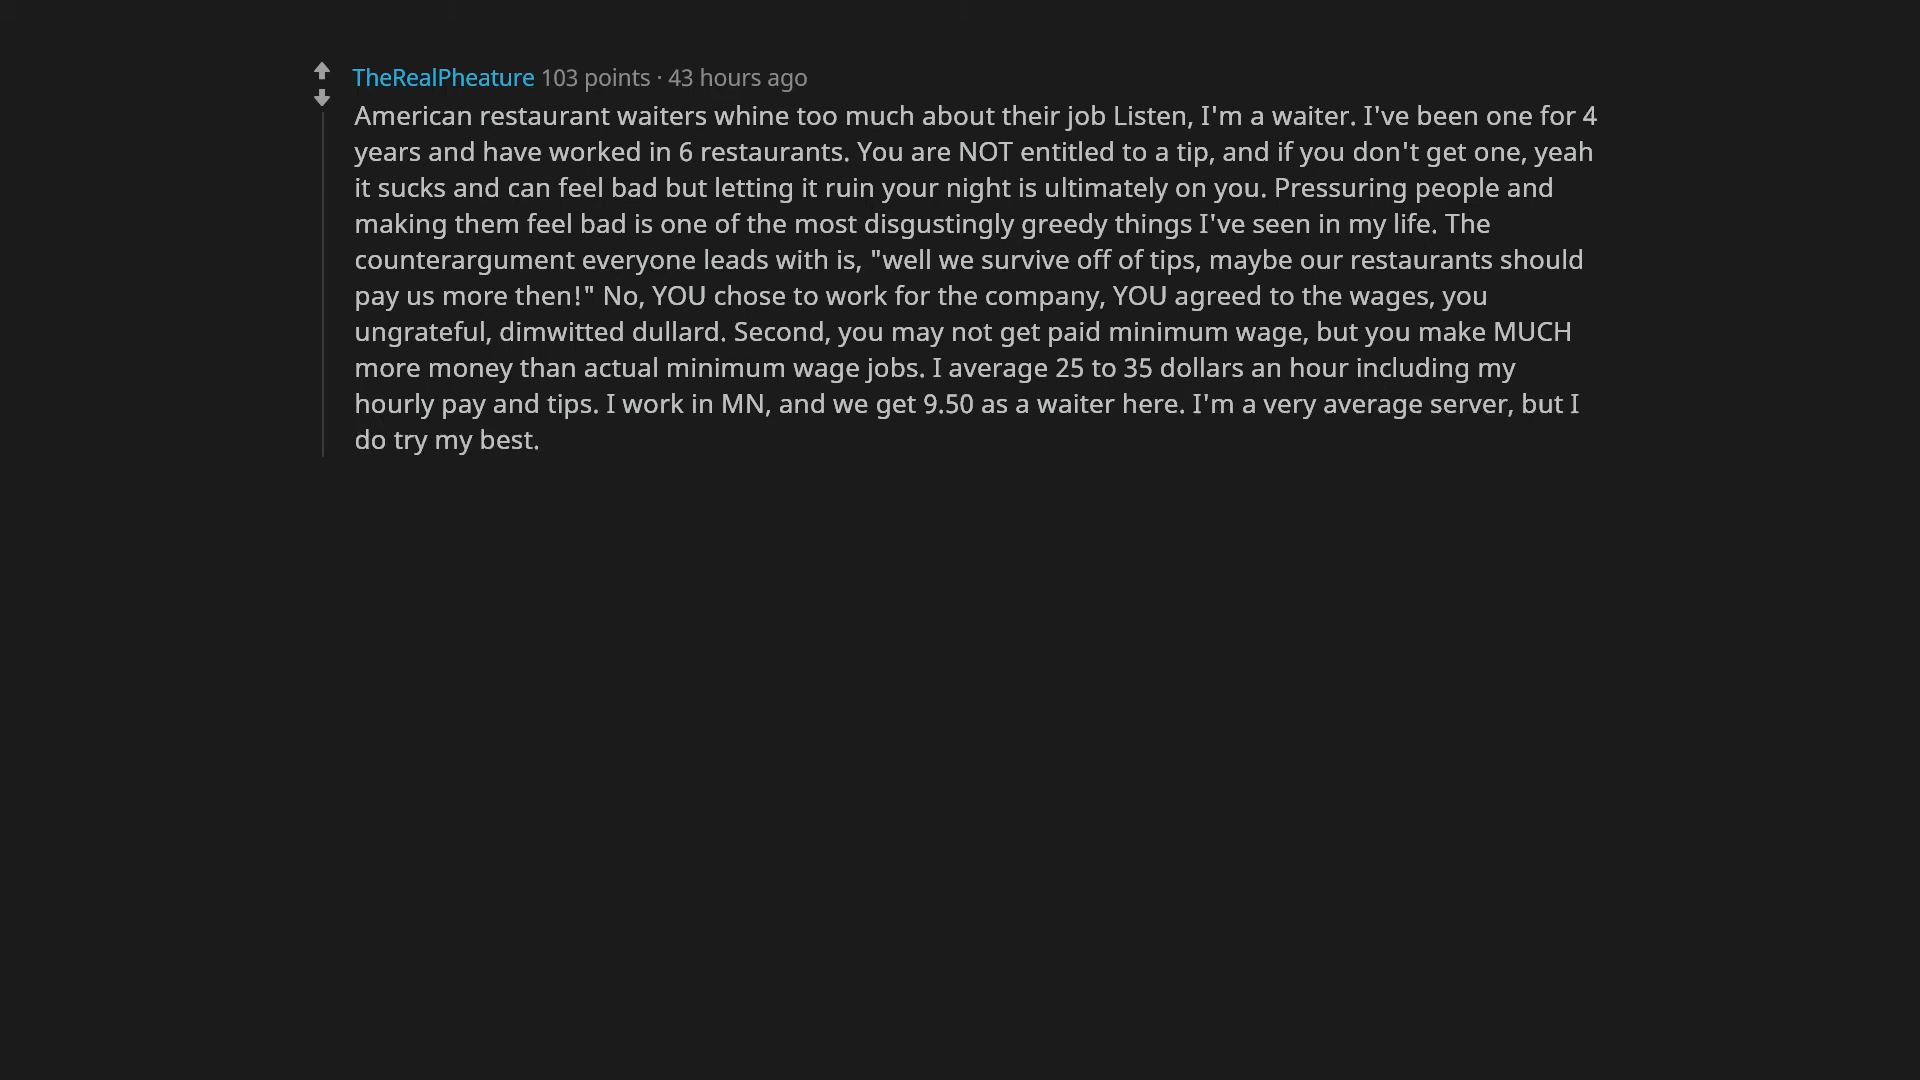 TheRealPheature 103 points · 43 hours ago
American restaurant waiters whine too much about their job Listen, I'm a waiter. I've been one for 4
years and have worked in 6 restaurants. You are NOT entitled to a tip, and if you don't get one, yeah
it sucks and can feel bad but letting it ruin your night is ultimately on you. Pressuring people and
making them feel bad is one of the most disgustingly greedy things I've seen in my life. The
counterargument everyone leads with is, "well we survive off of tips, maybe our restaurants should
pay us more then!" No, YOU chose to work for the company, YOU agreed to the wages, you
ungrateful, dimwitted dullard. Second, you may not get paid minimum wage, but you make MUCH
more money than actual minimum wage jobs. I average 25 to 35 dollars an hour including my
hourly pay and tips. I work in MN, and we get 9.50 as a waiter here. I'm a very average server, but I
do try my best.